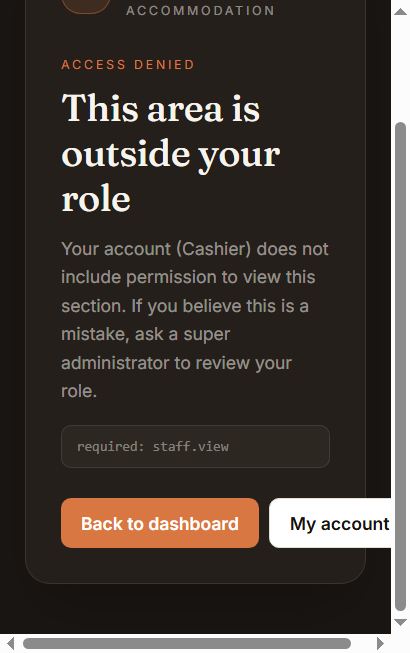 ACCOMMODATION
ACCESS DENIED
This area is
outside your
role
Your account (Cashier) does not
include permission to view this
section. If you believe this is a
mistake, ask a super
administrator to review your
role.
required: staff.view
Back to dashboard
My account